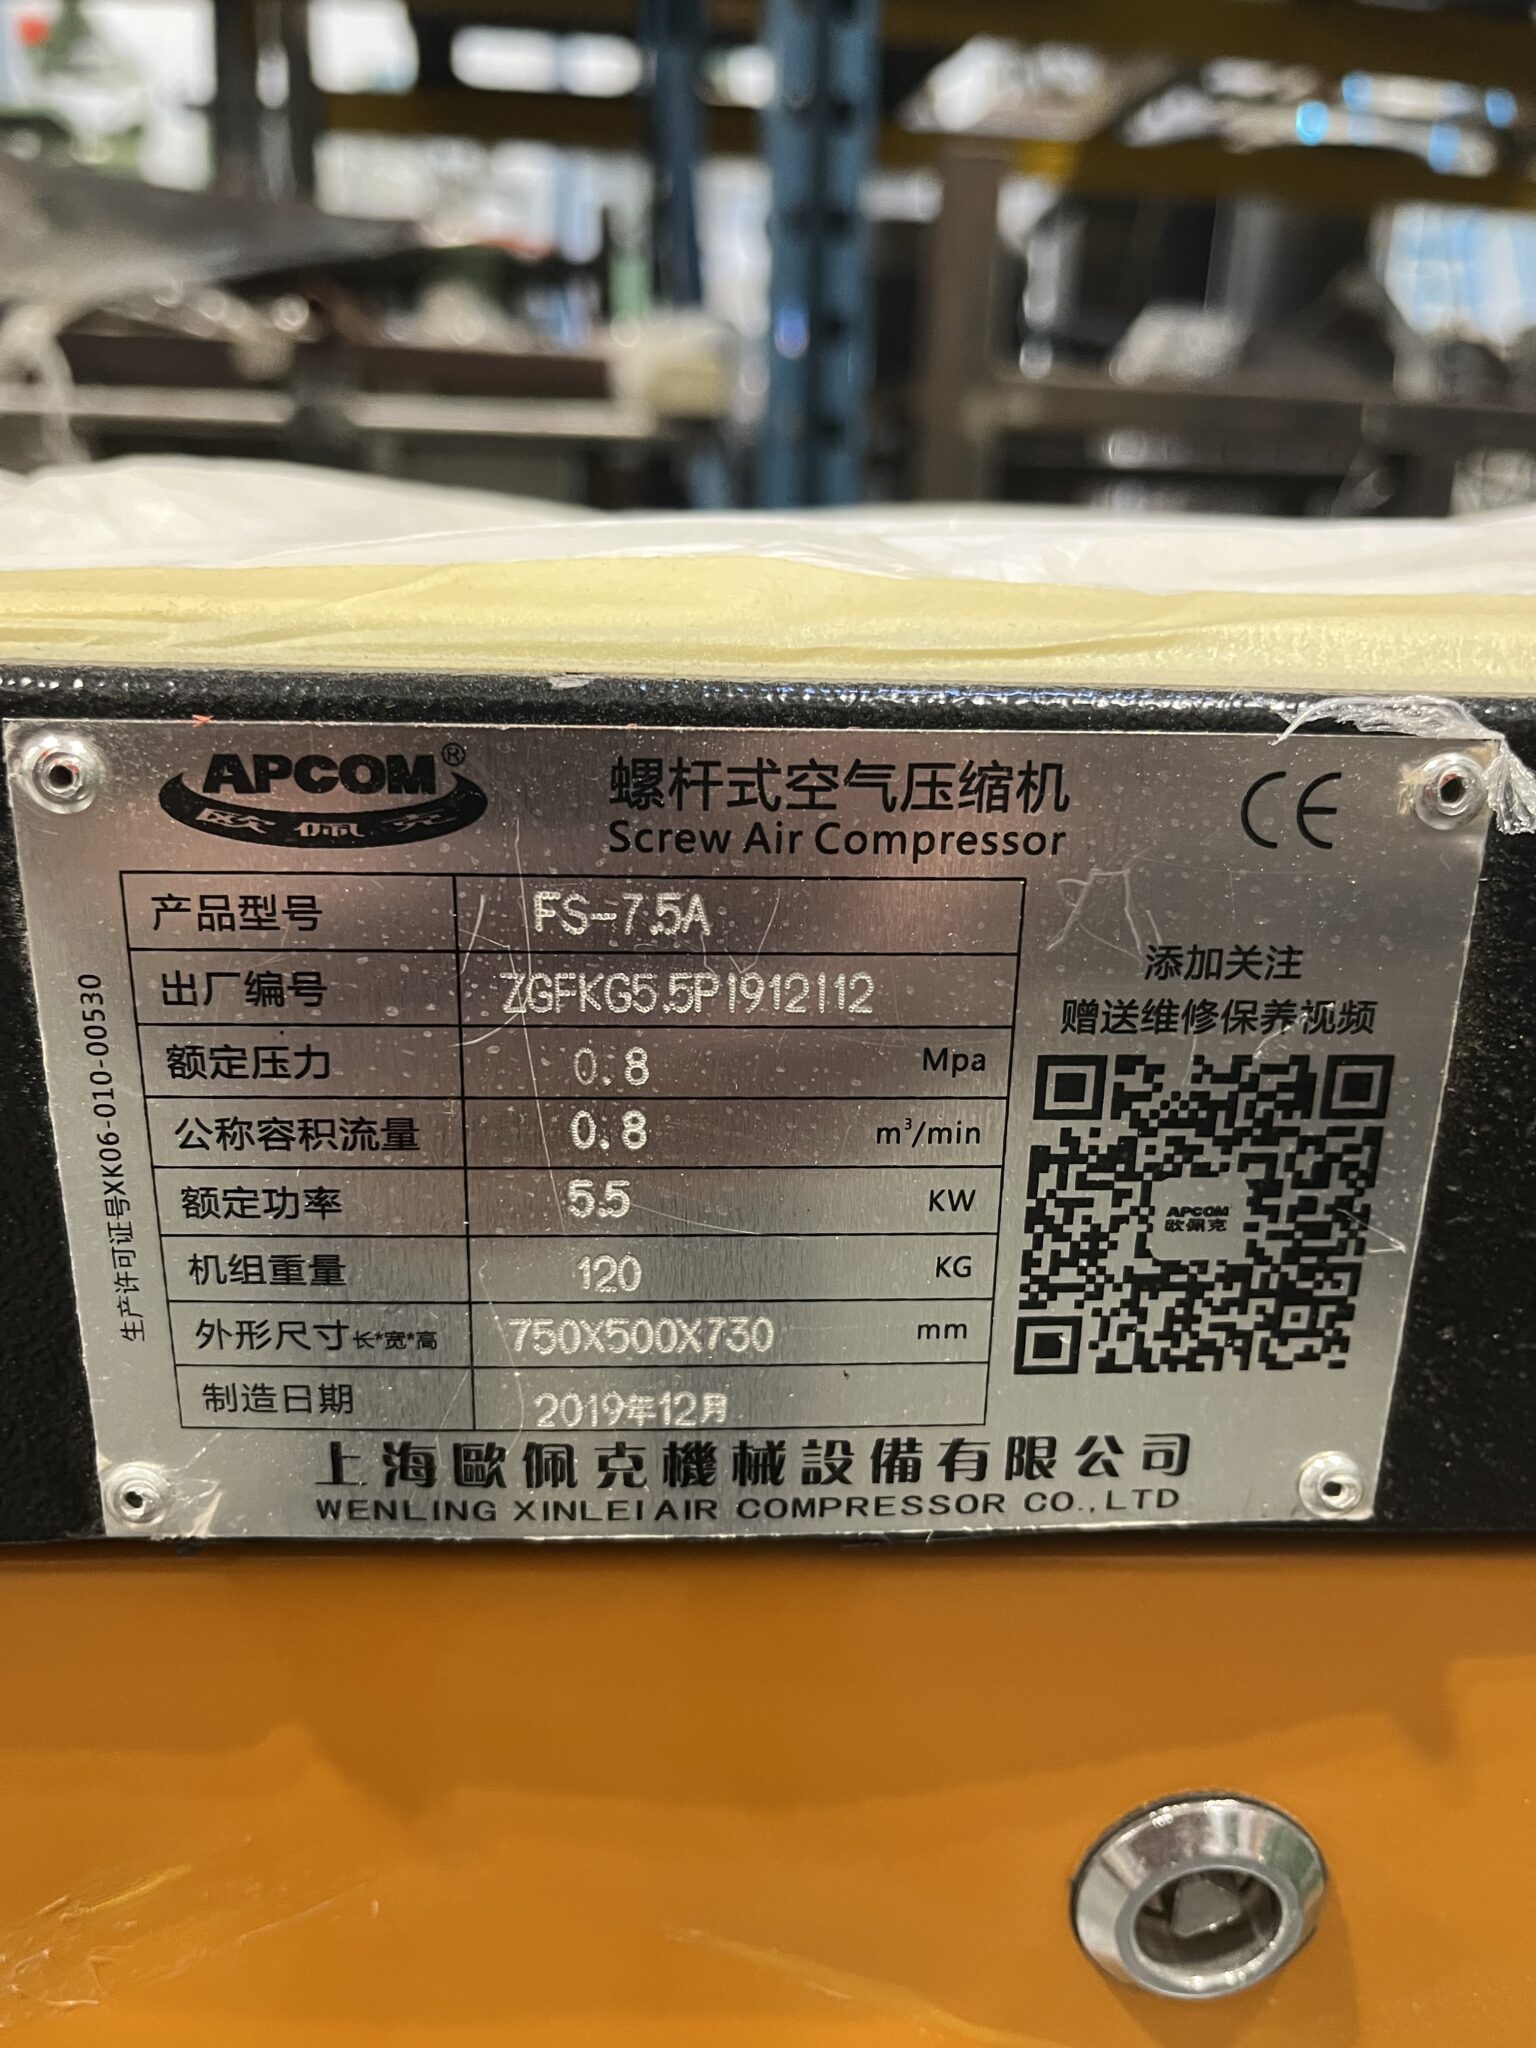 APCOM®
欧佩克
螺杆式空气压缩机
Screw Air Compressor
CE
产品型号 FS-7.5A
出厂编号 ZGFKG5.5P1912112
额定压力 0.8 Mpa
公称容积流量 0.8 m³/min
额定功率 5.5 KW
机组重量 120 KG
外形尺寸长*宽*高 750X500X730 mm
制造日期 2019年12月
生产许可证号XK06-010-00530
添加关注
赠送维修保养视频
APCOM
欧佩克
上海歐佩克機械設備有限公司
WENLING XINLEI AIR COMPRESSOR CO.,LTD